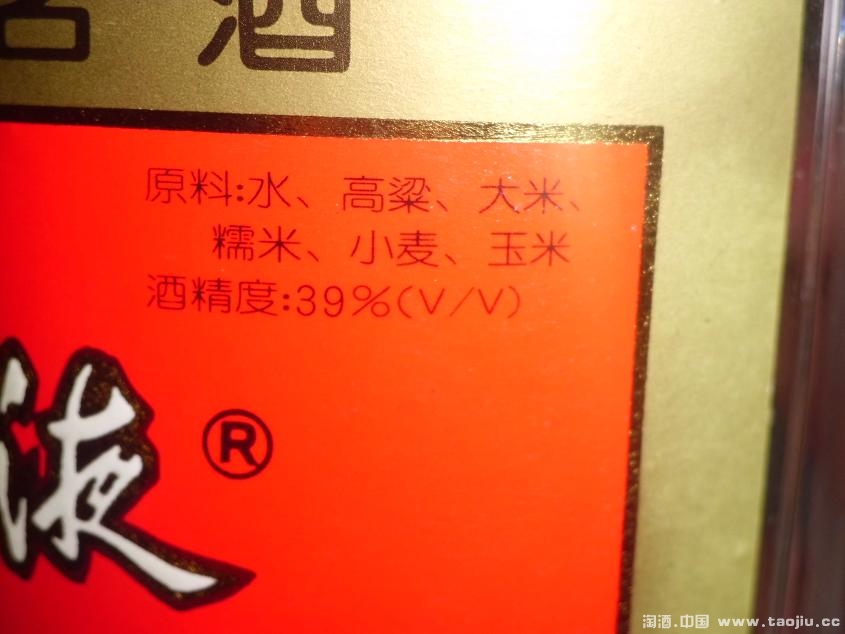 名酒
原料:水、高粱、大米、
糯米、小麦、玉米
酒精度:39%(V/V)
液®
淘酒.中国 www.taojiu.cc